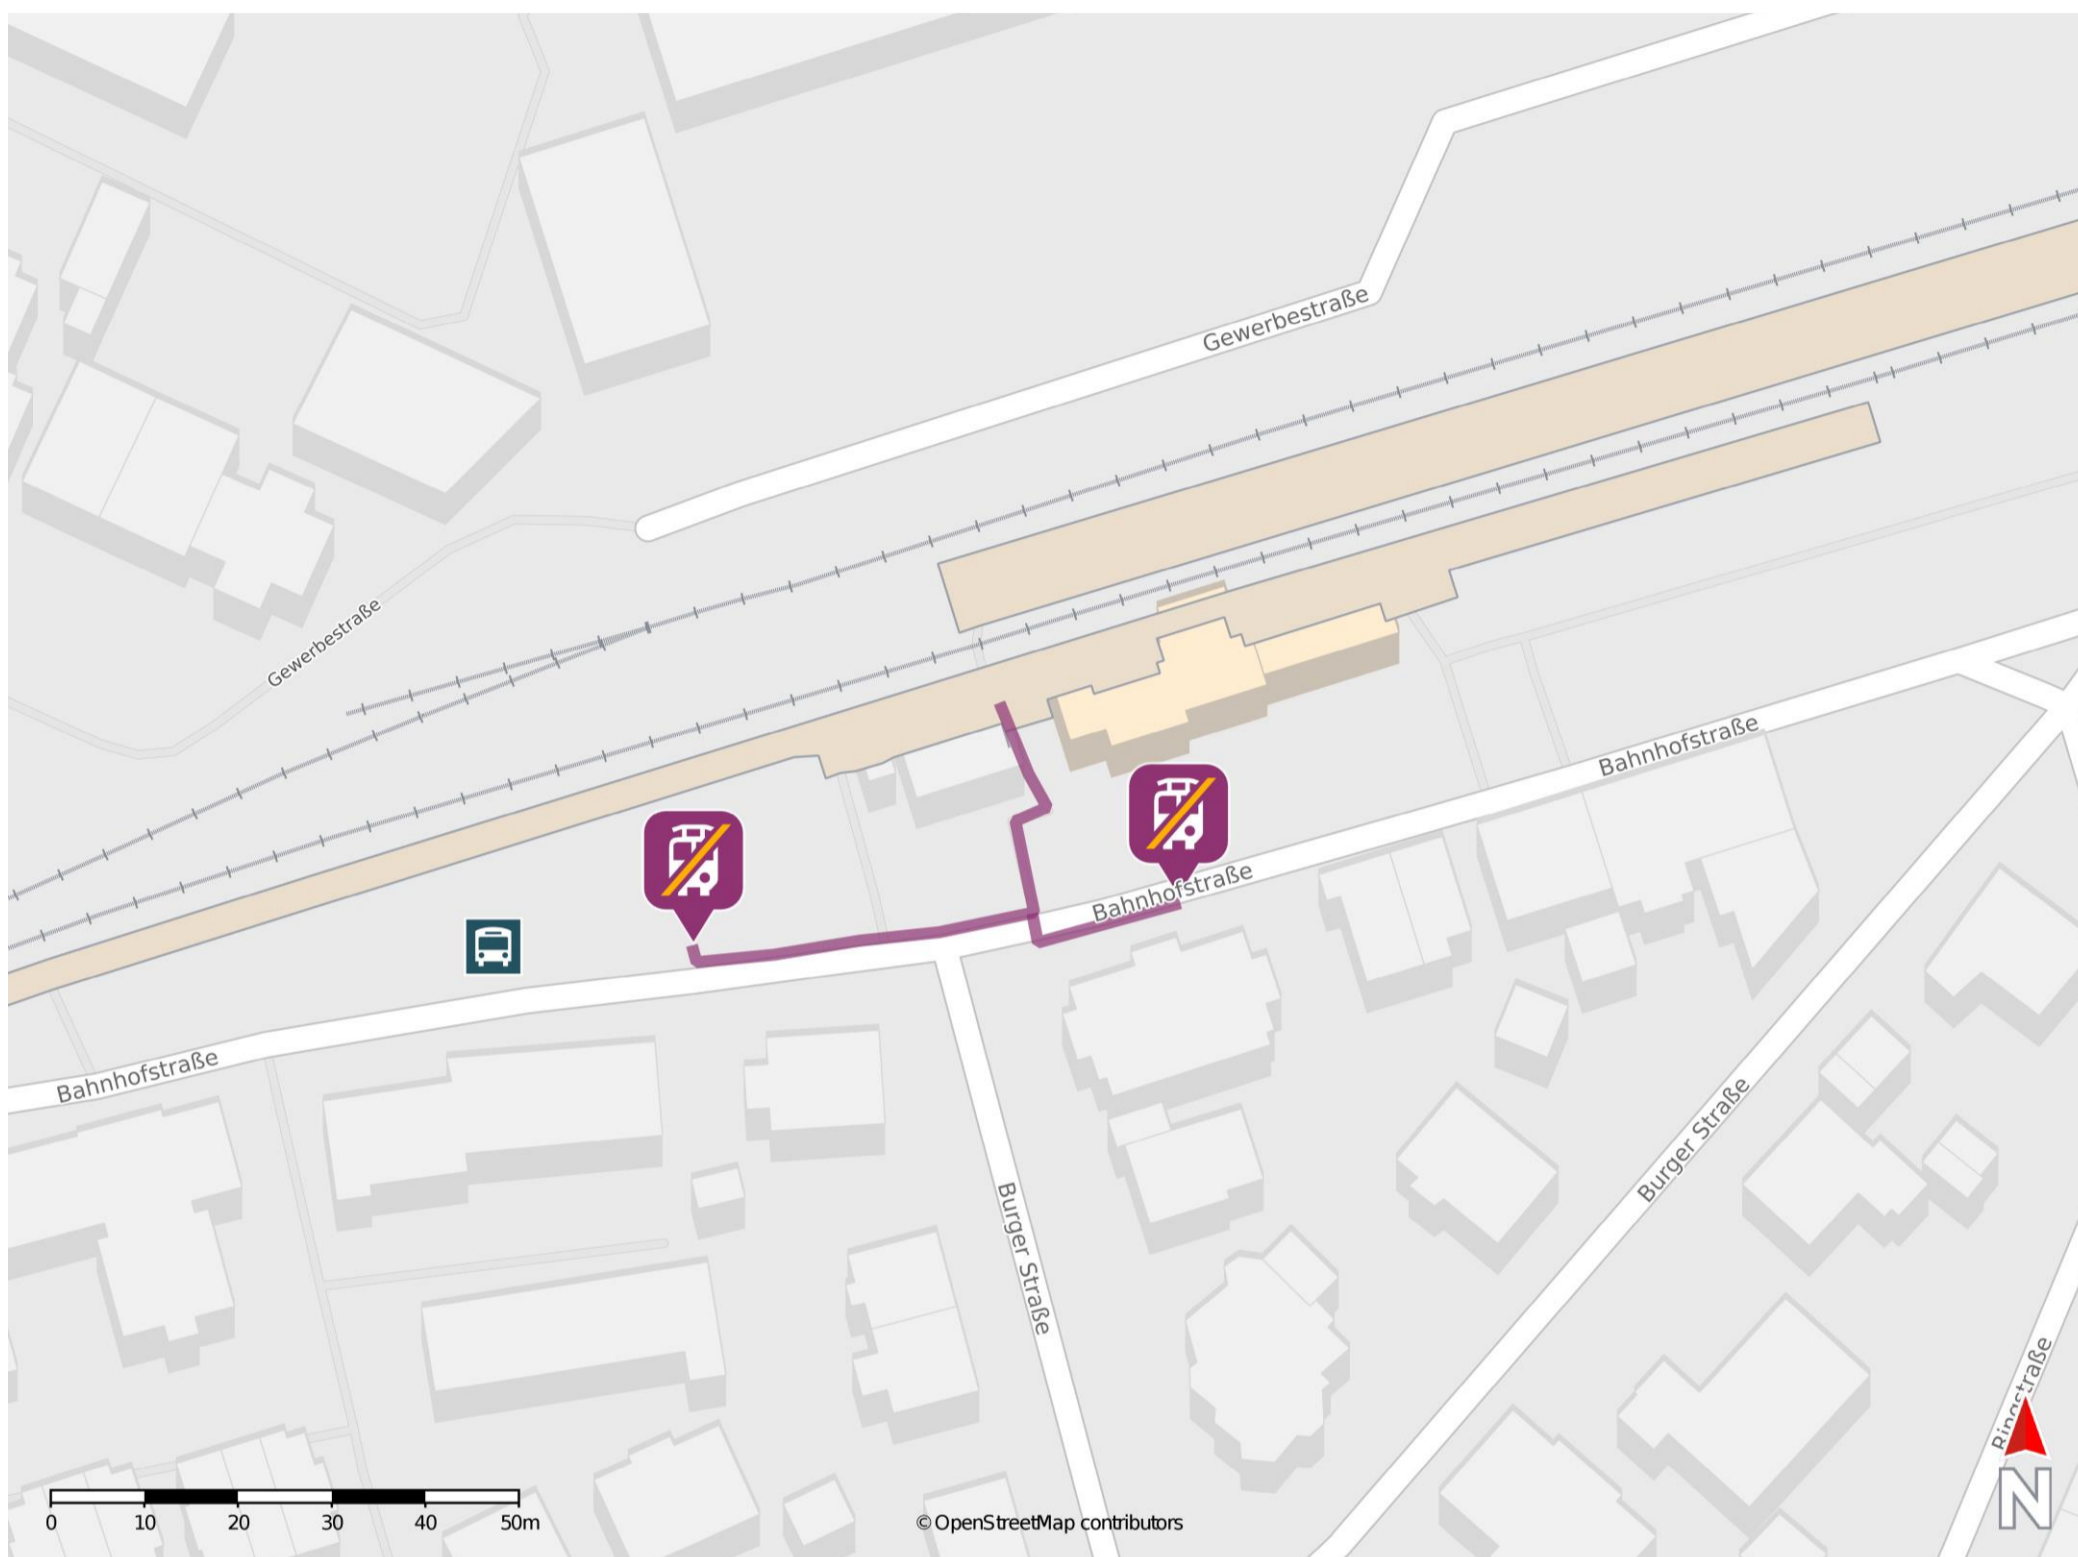 Gewerbestraße
Gewerbestraße
Bahnhofstraße
Bahnhofstraße
Bahnhofstraße
Burger Straße
Burger Straße
Ringstraße
0 10 20 30 40 50m
© OpenStreetMap contributors
N